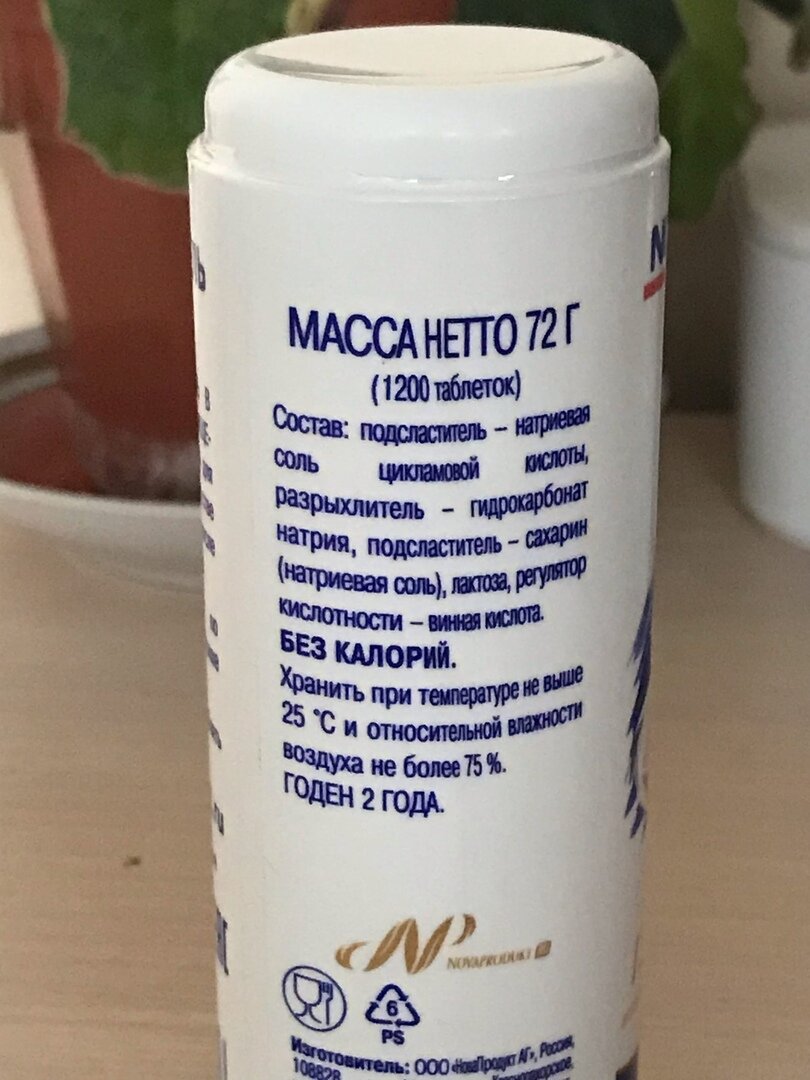 МАССА НЕТТО 72 Г
(1200 таблеток)
Состав: подсластитель – натриевая
соль цикламовой кислоты,
разрыхлитель – гидрокарбонат
натрия, подсластитель – сахарин
(натриевая соль), лактоза, регулятор
кислотности – винная кислота.
БЕЗ КАЛОРИЙ.
Хранить при температуре не выше
25 °С и относительной влажности
воздуха не более 75 %.
ГОДЕН 2 ГОДА.
NP
NOVAPRODUKT
6
PS
Изготовитель: ООО «НоваПродукт АГ», Россия,
108828,